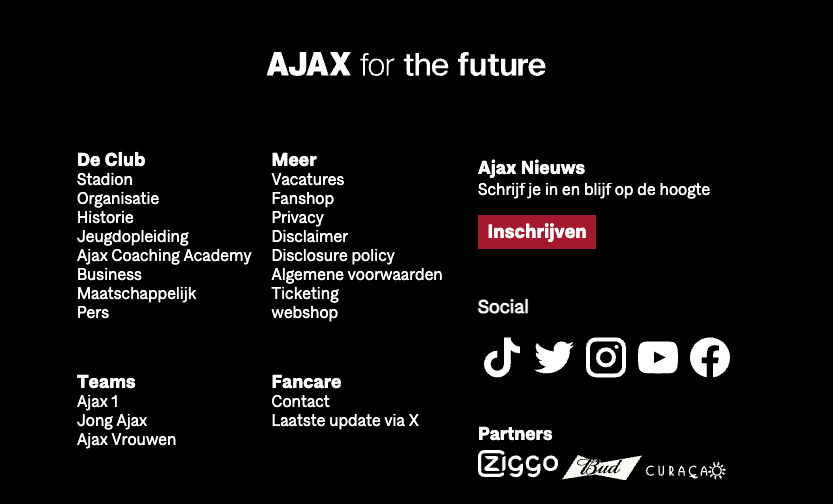 AJAX for the future
De Club
Stadion
Organisatie
Historie
Jeugdopleiding
Ajax Coaching Academy
Business
Maatschappelijk
Pers
Meer
Vacatures
Fanshop
Privacy
Disclaimer
Disclosure policy
Algemene voorwaarden
Ticketing
webshop
Ajax Nieuws
Schrijf je in en blijf op de hoogte
Inschrijven
Social
Teams
Ajax 1
Jong Ajax
Ajax Vrouwen
Fancare
Contact
Laatste update via X
Partners
Ziggo
Bud
CURAÇAO